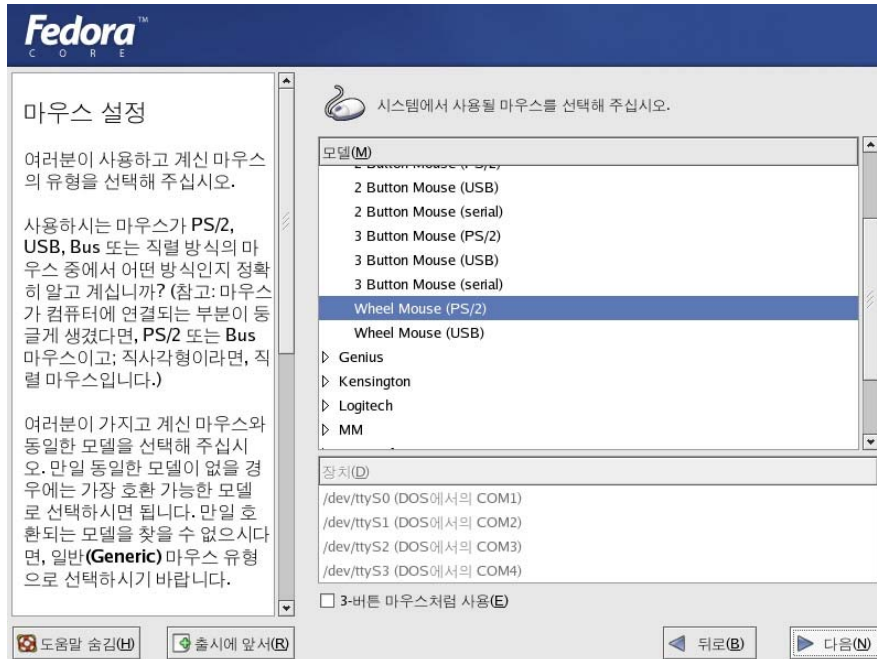 Fedora™
CORE
마우스 설정
여러분이 사용하고 계신 마우스
의 유형을 선택해 주십시오.
사용하시는 마우스가 PS/2,
USB, Bus 또는 직렬 방식의 마
우스 중에서 어떤 방식인지 정확
히 알고 계십니까? (참고: 마우스
가 컴퓨터에 연결되는 부분이 둥
글게 생겼다면, PS/2 또는 Bus
마우스이고; 직사각형이라면, 직
렬 마우스입니다.)
여러분이 가지고 계신 마우스와
동일한 모델을 선택해 주십시
오. 만일 동일한 모델이 없을 경
우에는 가장 호환 가능한 모델
로 선택하시면 됩니다. 만일 호
환되는 모델을 찾을 수 없으시다
면, 일반(Generic) 마우스 유형
으로 선택하시기 바랍니다.
시스템에서 사용될 마우스를 선택해 주십시오.
모델(M)
2 Button Mouse (PS/2)
2 Button Mouse (USB)
2 Button Mouse (serial)
3 Button Mouse (PS/2)
3 Button Mouse (USB)
3 Button Mouse (serial)
Wheel Mouse (PS/2)
Wheel Mouse (USB)
Genius
Kensington
Logitech
MM
장치(D)
/dev/ttyS0 (DOS에서의 COM1)
/dev/ttyS1 (DOS에서의 COM2)
/dev/ttyS2 (DOS에서의 COM3)
/dev/ttyS3 (DOS에서의 COM4)
3-버튼 마우스처럼 사용(E)
도움말 숨김(H)
출시에 앞서(R)
뒤로(B)
다음(N)